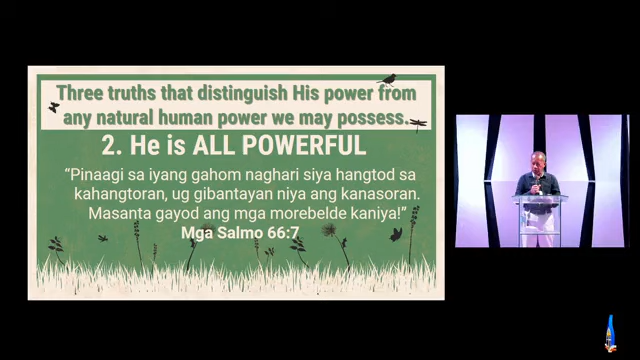 Three truths that distinguish His power from
any natural human power we may possess.
2. He is ALL POWERFUL
“Pinaagi sa iyang gahom naghari siya hangtod sa
kahangtoran, ug gibantayan niya ang kanasoran.
Masanta gayod ang mga morebelde kaniya!”
Mga Salmo 66:7